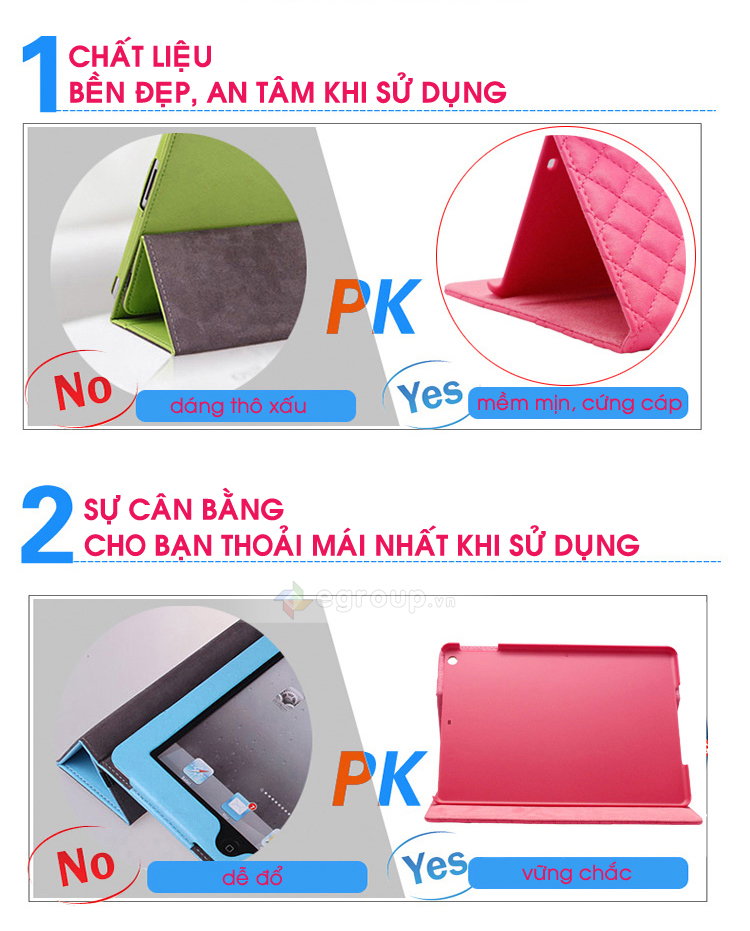 1
CHẤT LIỆU
BỀN ĐẸP, AN TÂM KHI SỬ DỤNG
PK
No
dáng thô xấu
Yes
mềm mịn, cứng cáp
2
SỰ CÂN BẰNG
CHO BẠN THOẢI MÁI NHẤT KHI SỬ DỤNG
egroup.vn
PK
No
dễ đổ
Yes
vững chắc